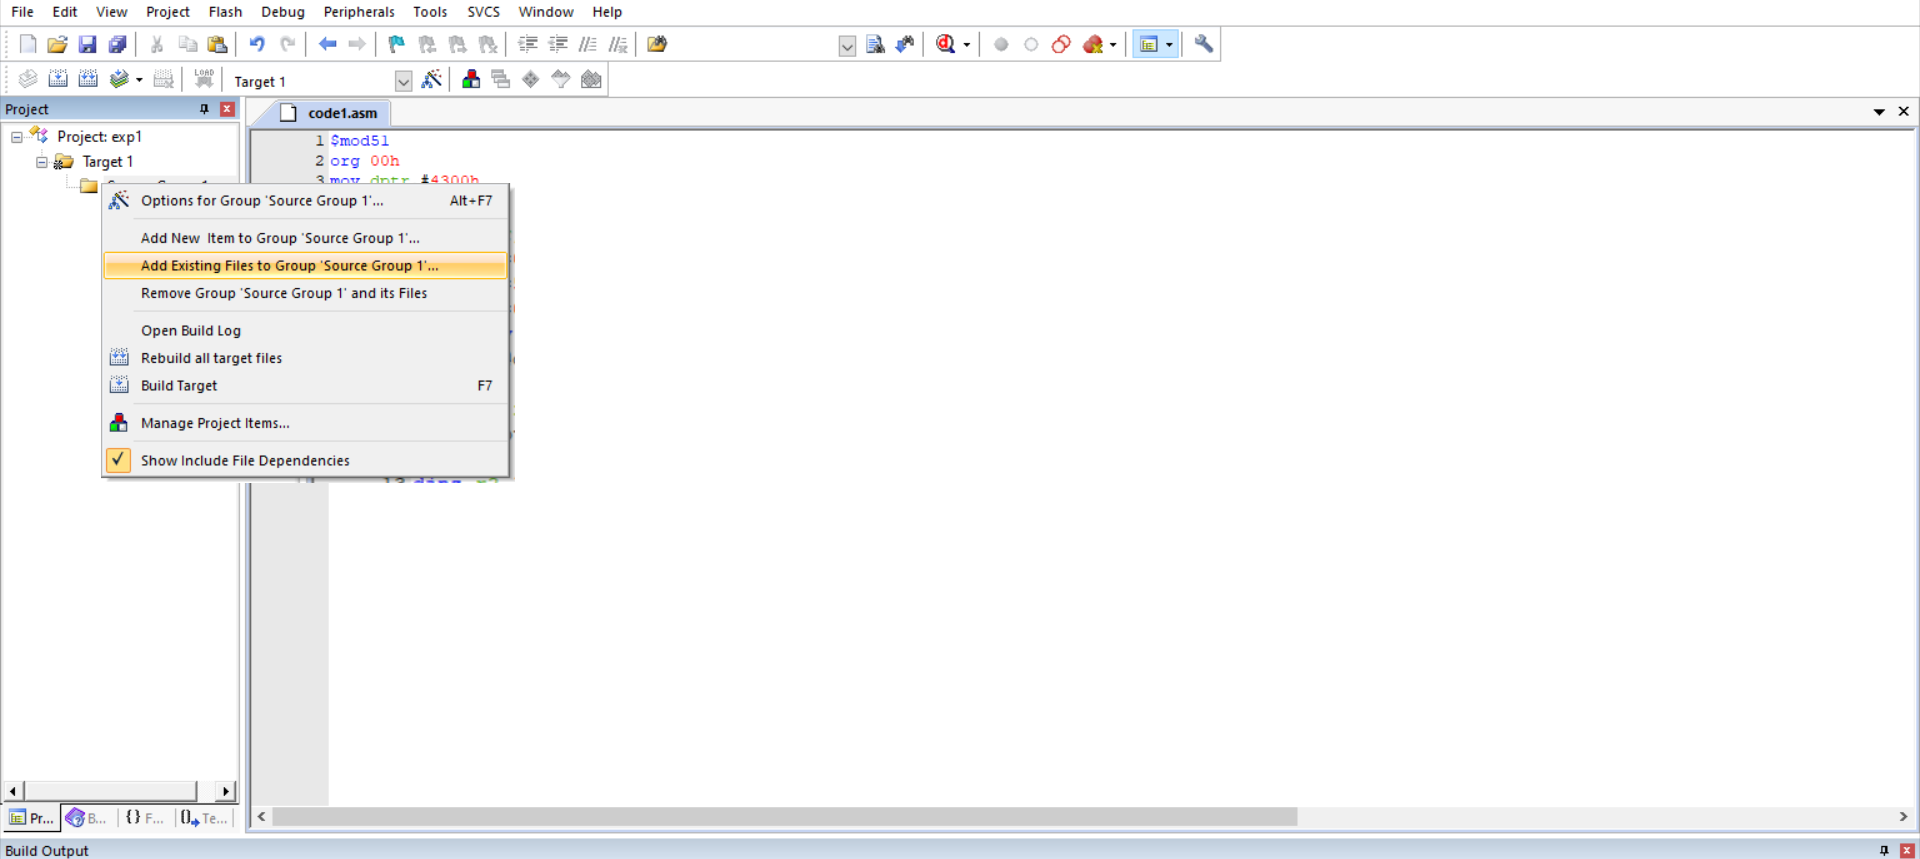 File Edit View Project Flash Debug Peripherals Tools SVCS Window Help
LOAD Target 1
Project
code1.asm
Project: exp1
Target 1
1 $mod51
2 org 00h
3 mov dptr #4300h
Options for Group 'Source Group 1'... Alt+F7
Add New Item to Group 'Source Group 1'...
Add Existing Files to Group 'Source Group 1'...
Remove Group 'Source Group 1' and its Files
Open Build Log
Rebuild all target files
Build Target F7
Manage Project Items...
Show Include File Dependencies
Pr... B... {} F... Te...
Build Output